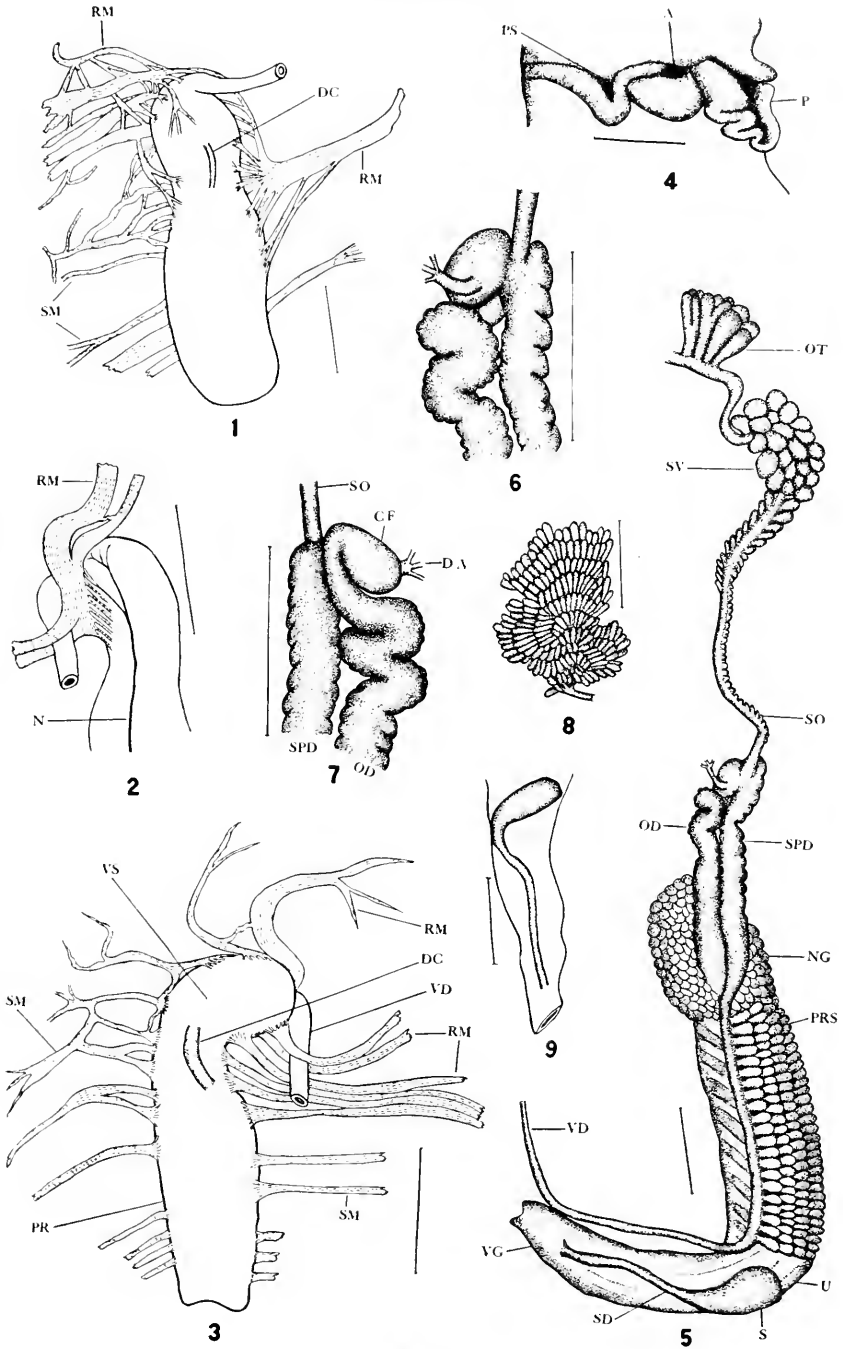 RM
DC
RM
SM
1
PS
A
P
4
6
OT
SV
RM
N
2
SO
CF
DA
SPD
OD
7
8
SO
OD
SPD
NG
PRS
VS
RM
DC
VD
SM
RM
PR
SM
3
9
VD
VG
SD
S
U
5